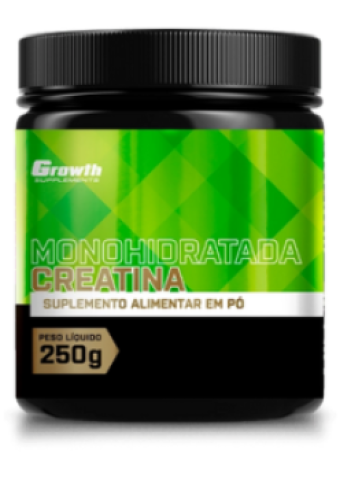 Growth
SUPPLEMENTS
MONOHIDRATADA
CREATINA
SUPLEMENTO ALIMENTAR EM PÓ
PESO LÍQUIDO
250g